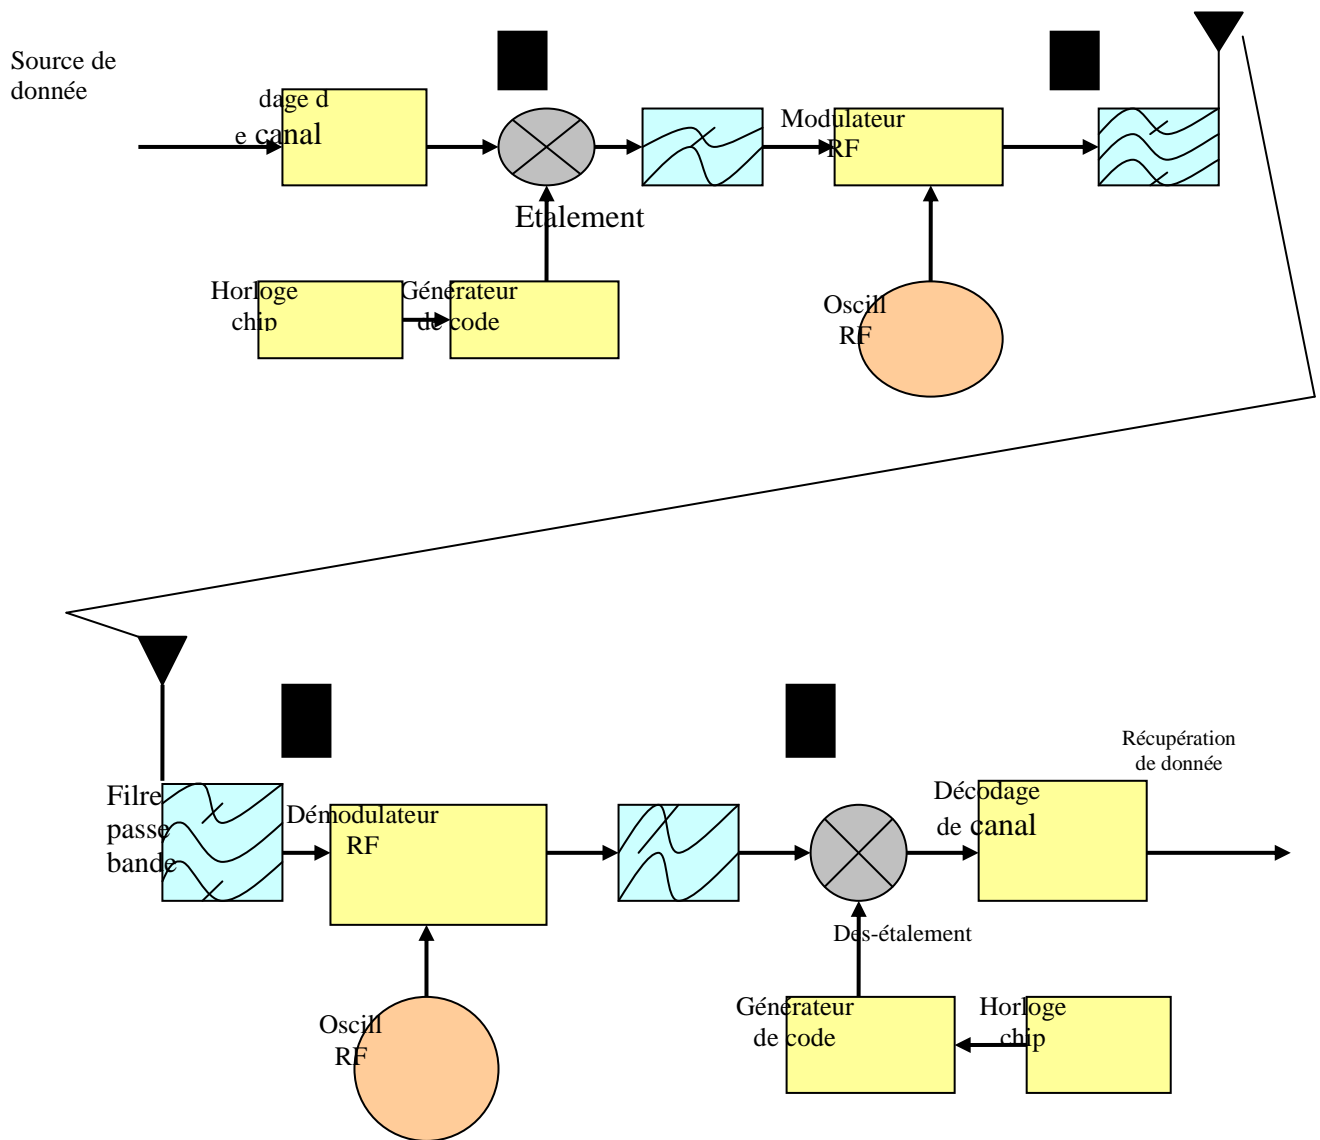 Source de
donnée
dage d
e canal
Modulateur
RF
Etalement
Horloge
chip
Générateur
de code
Oscill
RF
Filre
passe
bande
Démodulateur
RF
Décodage
de canal
Récupération
de donnée
Des-étalement
Oscill
RF
Générateur
de code
Horloge
chip